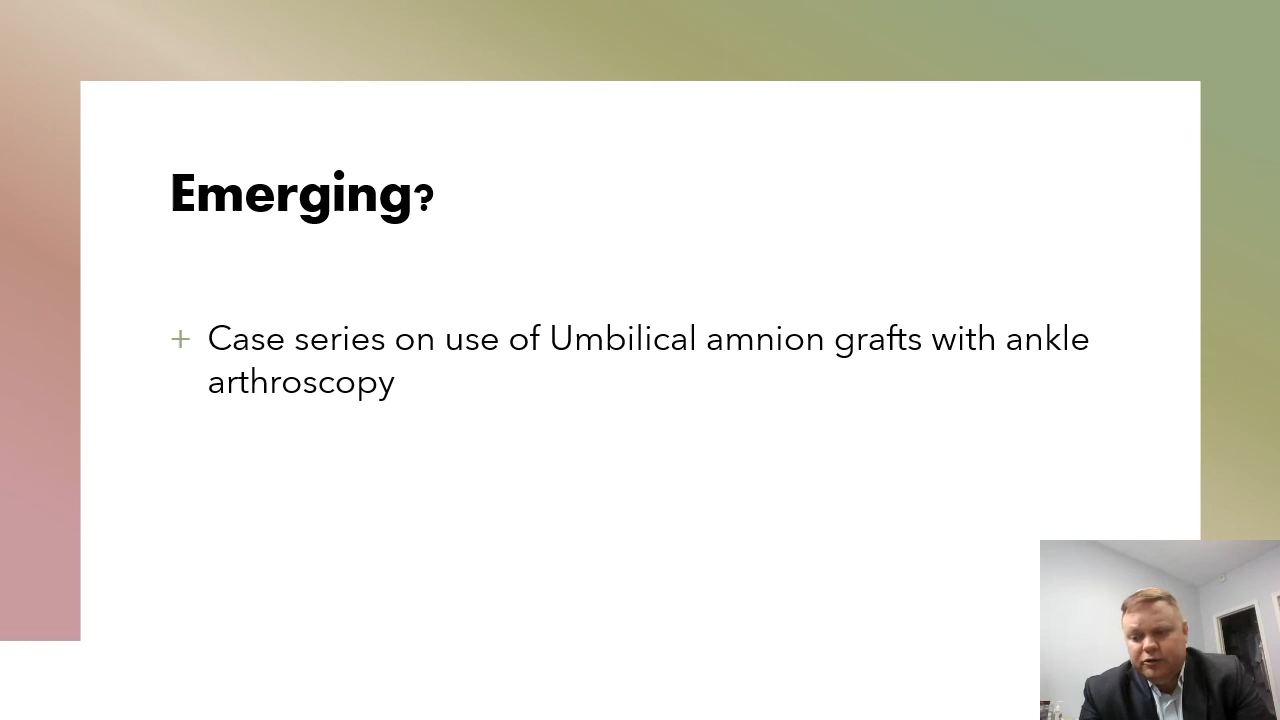 Emerging?
+ Case series on use of Umbilical amnion grafts with ankle
arthroscopy